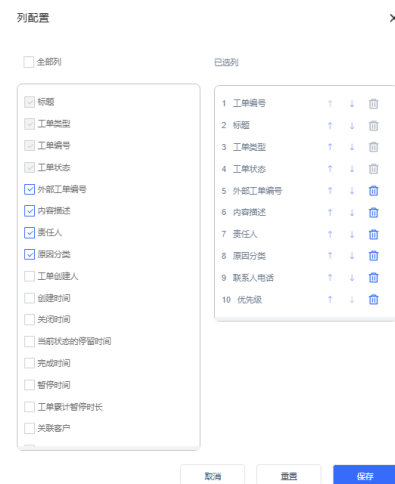 列配置
全部列
标题
工单类型
工单编号
工单状态
外部工单编号
内容描述
责任人
原因分类
工单创建人
创建时间
关闭时间
当前状态的停留时间
完成时间
暂停时间
工单累计暂停时长
关联客户
已选列
1 工单编号
2 标题
3 工单类型
4 工单状态
5 外部工单编号
6 内容描述
7 责任人
8 原因分类
9 联系人电话
10 优先级
取消
重置
保存